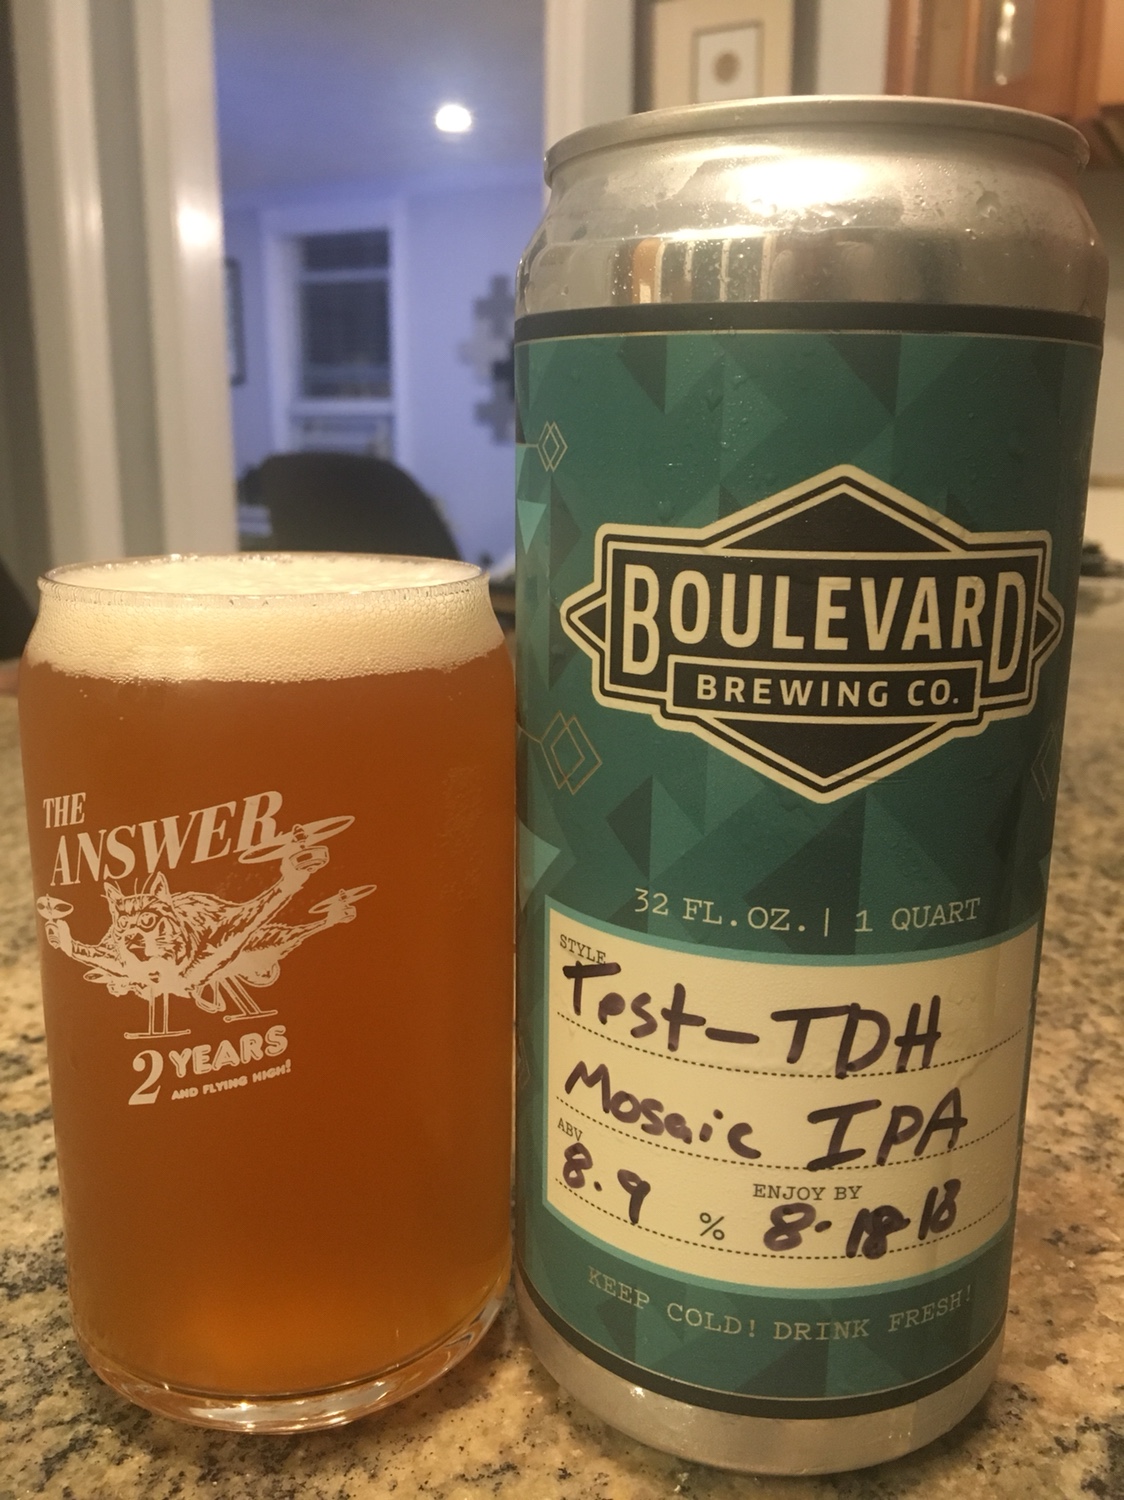 THE
ANSWER
2 YEARS
AND FLYING HIGH!
BOULEVARD
BREWING CO.
32 FL.OZ. | 1 QUART
STYLE
Test-TDH
Mosaic IPA
ABV
8.9 %
ENJOY BY
8-18-18
KEEP COLD! DRINK FRESH!